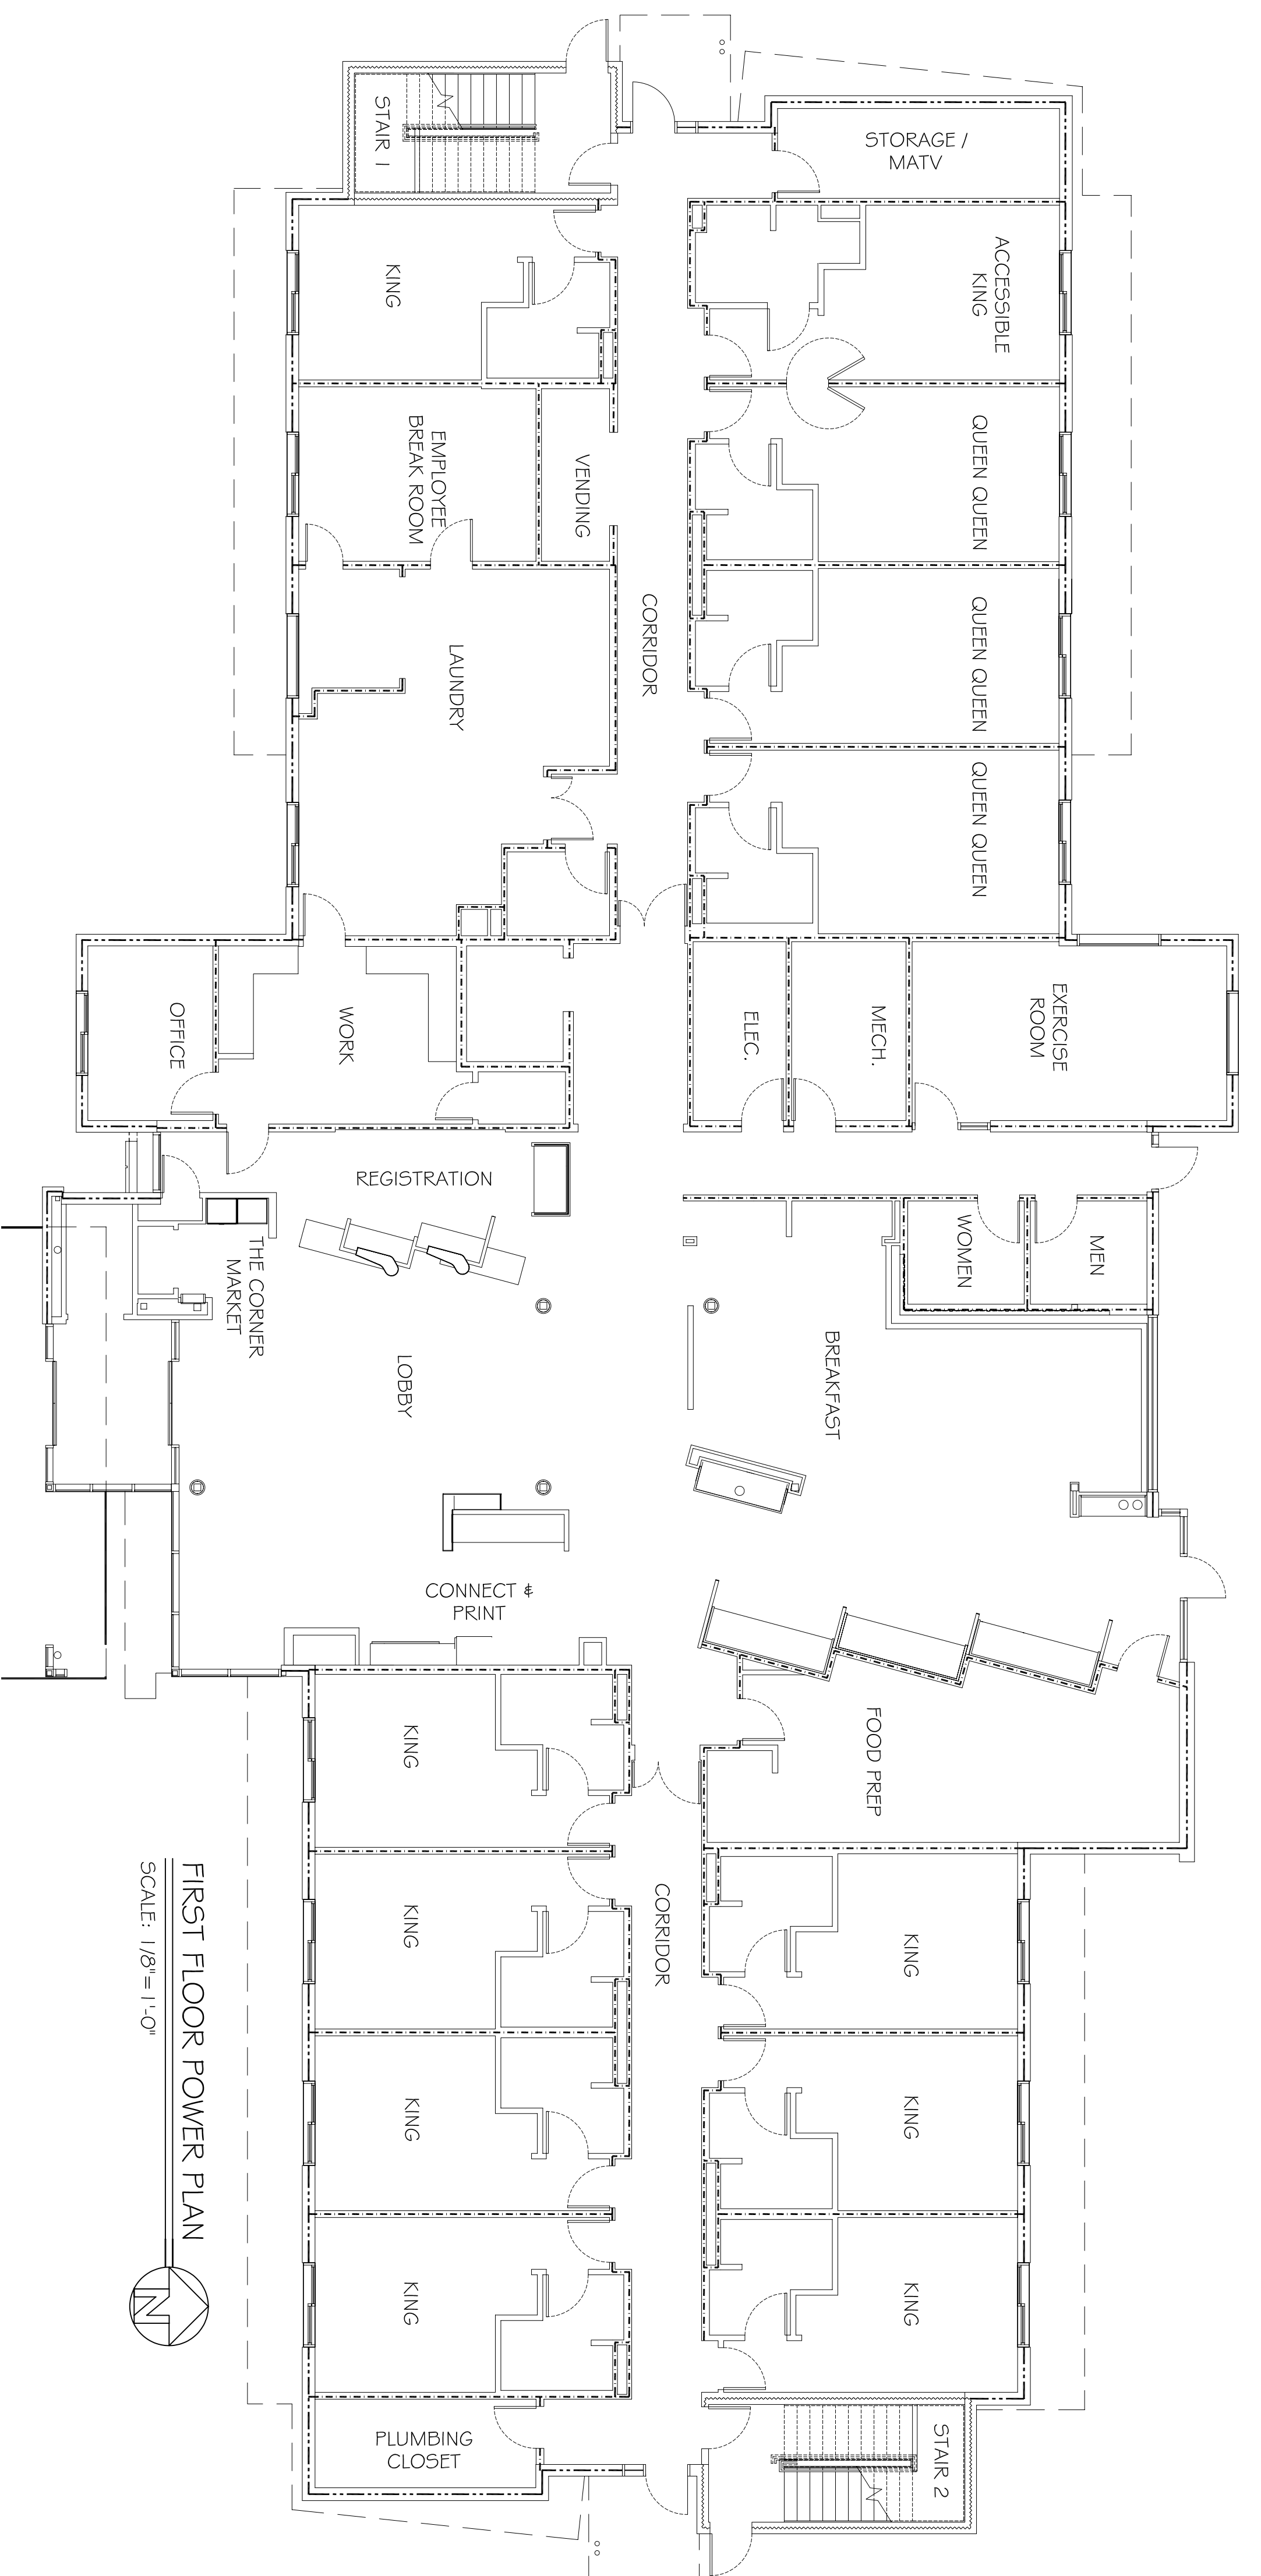 STORAGE /
MATV
STAIR 1
ACCESSIBLE
KING
KING
QUEEN QUEEN
EMPLOYEE
BREAK ROOM
VENDING
CORRIDOR
QUEEN QUEEN
LAUNDRY
QUEEN QUEEN
OFFICE
WORK
ELEC.
MECH.
EXERCISE
ROOM
REGISTRATION
WOMEN
MEN
THE CORNER
MARKET
LOBBY
BREAKFAST
CONNECT &
PRINT
KING
FOOD PREP
KING
CORRIDOR
KING
KING
KING
KING
KING
PLUMBING
CLOSET
STAIR 2
FIRST FLOOR POWER PLAN
SCALE: 1/8"= 1'-0"
N